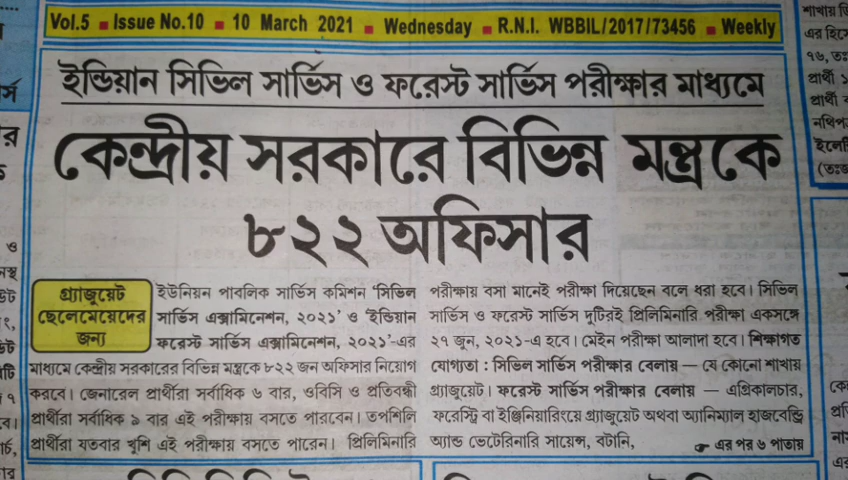 Vol.5 ■ Issue No.10 ■ 10 March 2021 ■ Wednesday ■ R.N.I. WBBIL/2017/73456 ■ Weekly
ইন্ডিয়ান সিভিল সার্ভিস ও ফরেস্ট সার্ভিস পরীক্ষার মাধ্যমে
কেন্দ্রীয় সরকারে বিভিন্ন মন্ত্রকে
৮২২ অফিসার
গ্র্যাজুয়েট
ছেলেমেয়েদের
জন্য
ইউনিয়ন পাবলিক সার্ভিস কমিশন ‘সিভিল
সার্ভিস এক্সামিনেশন, ২০২১’ ও ‘ইন্ডিয়ান
ফরেস্ট সার্ভিস এক্সামিনেশন, ২০২১’-এর
মাধ্যমে কেন্দ্রীয় সরকারের বিভিন্ন মন্ত্রকে ৮২২ জন অফিসার নিয়োগ
করবে। জেনারেল প্রার্থীরা সর্বাধিক ৬ বার, ওবিসি ও প্রতিবন্ধী
প্রার্থীরা সর্বাধিক ৯ বার এই পরীক্ষায় বসতে পারবেন। তপশিলি
প্রার্থীরা যতবার খুশি এই পরীক্ষায় বসতে পারেন। প্রিলিমিনারি
পরীক্ষায় বসা মানেই পরীক্ষা দিয়েছেন বলে ধরা হবে। সিভিল
সার্ভিস ও ফরেস্ট সার্ভিস দুটিরই প্রিলিমিনারি পরীক্ষা একসঙ্গে
২৭ জুন, ২০২১-এ হবে। মেইন পরীক্ষা আলাদা হবে। শিক্ষাগত
যোগ্যতা : সিভিল সার্ভিস পরীক্ষার বেলায় — যে কোনো শাখায়
গ্র্যাজুয়েট। ফরেস্ট সার্ভিস পরীক্ষার বেলায় — এগ্রিকালচার,
ফরেস্ট্রি বা ইঞ্জিনিয়ারিংয়ে গ্র্যাজুয়েট অথবা অ্যানিম্যাল হাজবেন্ড্রি
অ্যান্ড ভেটেরিনারি সায়েন্স, বটানি,
☛ এর পর ৬ পাতায়